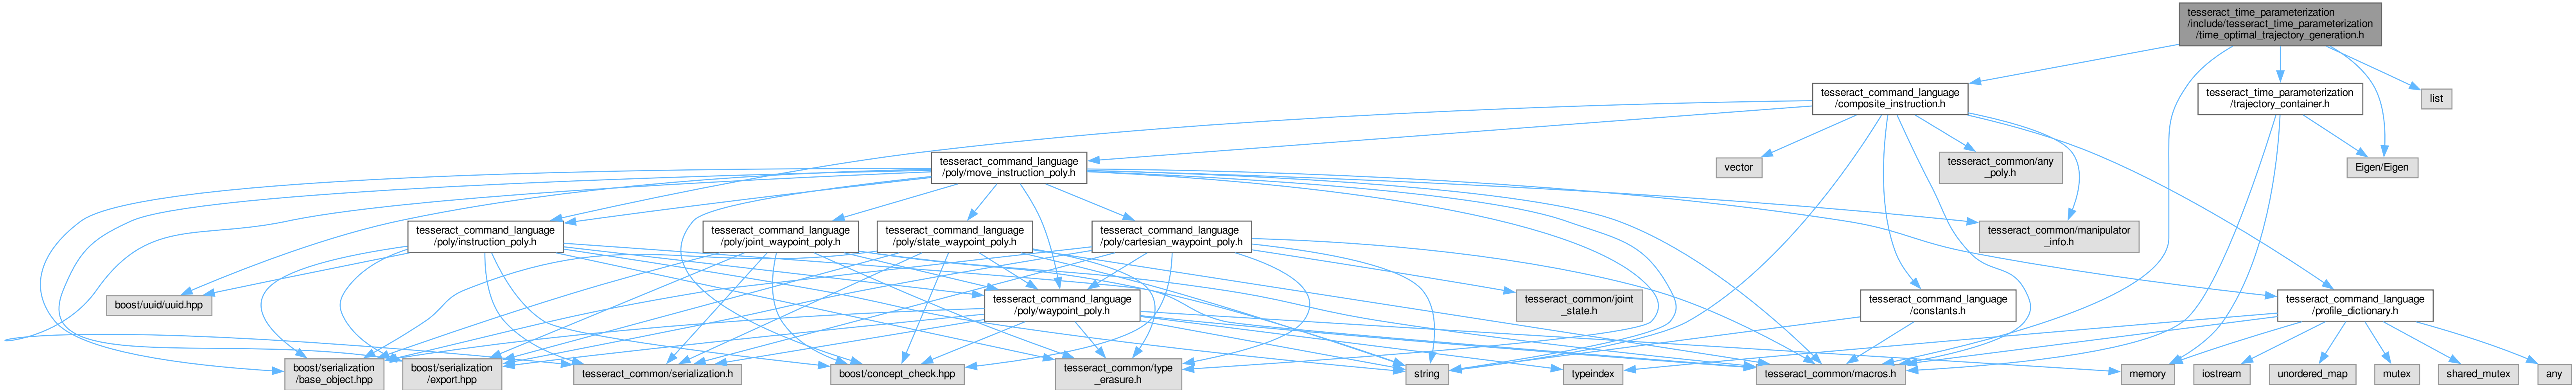 tesseract_time_parameterization
/include/tesseract_time_parameterization
/time_optimal_trajectory_generation.h
tesseract_command_language
/composite_instruction.h
tesseract_time_parameterization
/trajectory_container.h
list
tesseract_command_language
/poly/move_instruction_poly.h
vector
tesseract_common/any
_poly.h
Eigen/Eigen
tesseract_command_language
/poly/instruction_poly.h
tesseract_command_language
/poly/joint_waypoint_poly.h
tesseract_command_language
/poly/state_waypoint_poly.h
tesseract_command_language
/poly/cartesian_waypoint_poly.h
tesseract_common/manipulator
_info.h
boost/uuid/uuid.hpp
tesseract_command_language
/poly/waypoint_poly.h
tesseract_common/joint
_state.h
tesseract_command_language
/constants.h
tesseract_command_language
/profile_dictionary.h
boost/serialization
/base_object.hpp
boost/serialization
/export.hpp
tesseract_common/serialization.h
boost/concept_check.hpp
tesseract_common/type
_erasure.h
string
typeindex
tesseract_common/macros.h
memory
iostream
unordered_map
mutex
shared_mutex
any